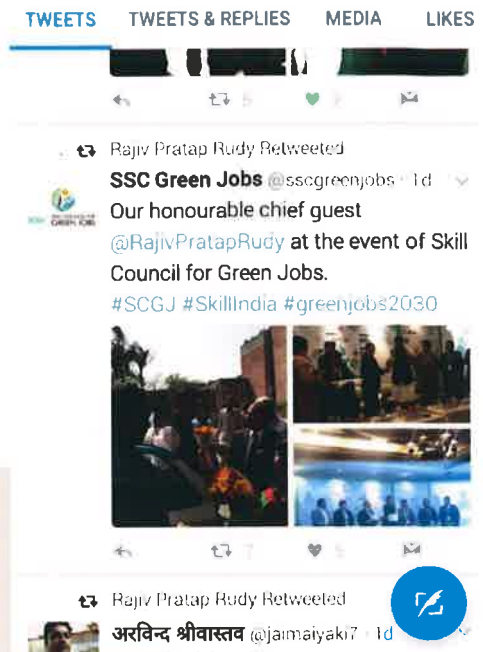 TWEETS TWEETS & REPLIES MEDIA LIKES
Rajiv Pratap Rudy Retweeted
SSC Green Jobs @sscgreenjobs · 1d
Our honourable chief guest
@RajivPratapRudy at the event of Skill
Council for Green Jobs.
#SCGJ #SkillIndia #greenjobs2030
7
Rajiv Pratap Rudy Retweeted
अरविन्द श्रीवास्तव @jaimaiyaki7 · 1d